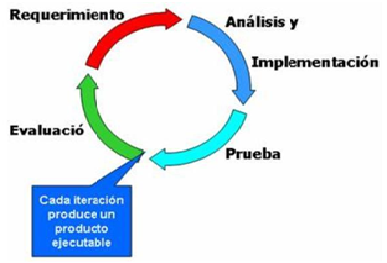 Requerimiento
Análisis y
Implementación
Prueba
Evaluació
Cada iteración
produce un
producto
ejecutable